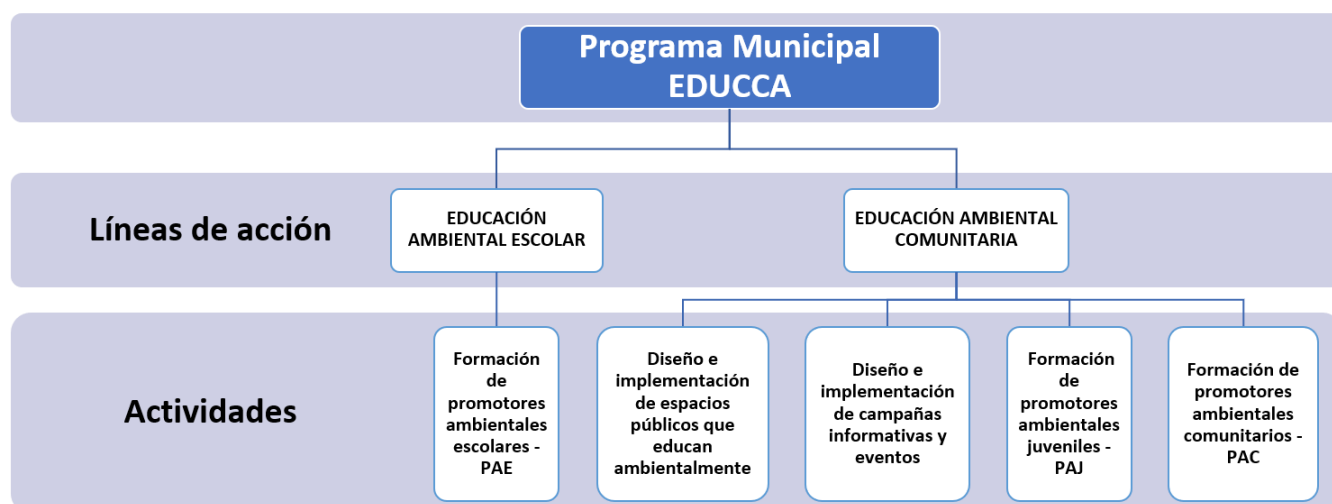 Programa Municipal
EDUCCA
Líneas de acción
EDUCACIÓN
AMBIENTAL ESCOLAR
EDUCACIÓN AMBIENTAL
COMUNITARIA
Actividades
Formación
de
promotores
ambientales
escolares -
PAE
Diseño e
implementación
de espacios
públicos que
educan
ambientalmente
Diseño e
implementación
de campañas
informativas y
eventos
Formación
de
promotores
ambientales
juveniles -
PAJ
Formación de
promotores
ambientales
comunitarios -
PAC